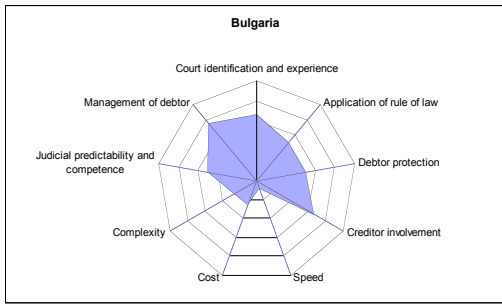 Bulgaria
Court identification and experience
Application of rule of law
Debtor protection
Creditor involvement
Speed
Cost
Complexity
Judicial predictability and
competence
Management of debtor